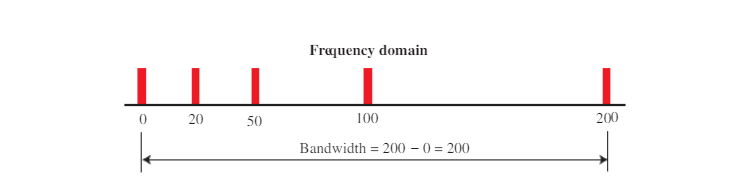 Frequency domain
0 20 50 100 200
Bandwidth = 200 − 0 = 200